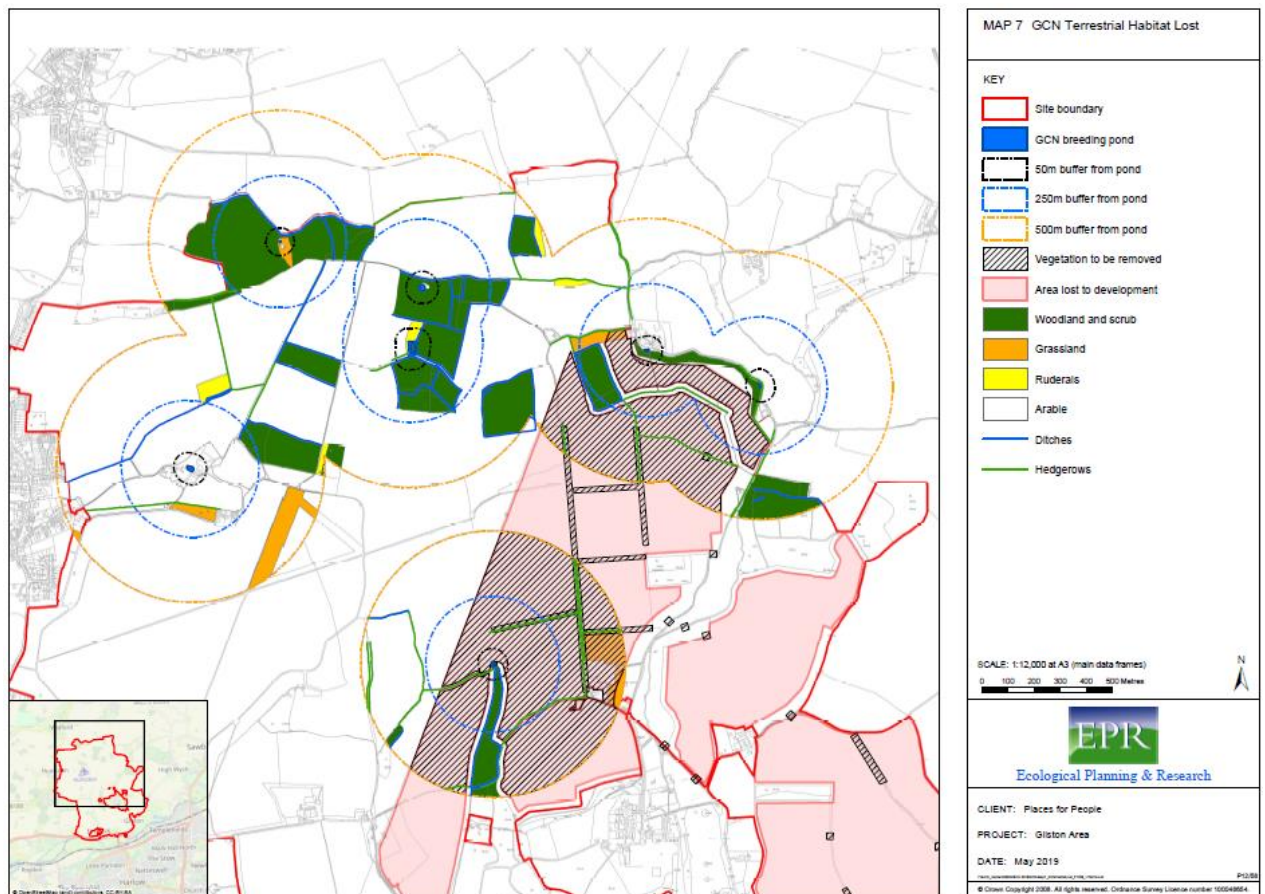 MAP 7 GCN Terrestrial Habitat Lost
KEY
Site boundary
GCN breeding pond
50m buffer from pond
250m buffer from pond
500m buffer from pond
Vegetation to be removed
Area lost to development
Woodland and scrub
Grassland
Ruderals
Arable
Ditches
Hedgerows
SCALE: 1:12,000 at A3 (main data frames)
N
0 100 200 300 400 500 Metres
EPR
Ecological Planning & Research
CLIENT: Places for People
PROJECT: Gilston Area
DATE: May 2019
© Crown Copyright 2008. All rights reserved. Ordnance Survey Licence number 100049654.